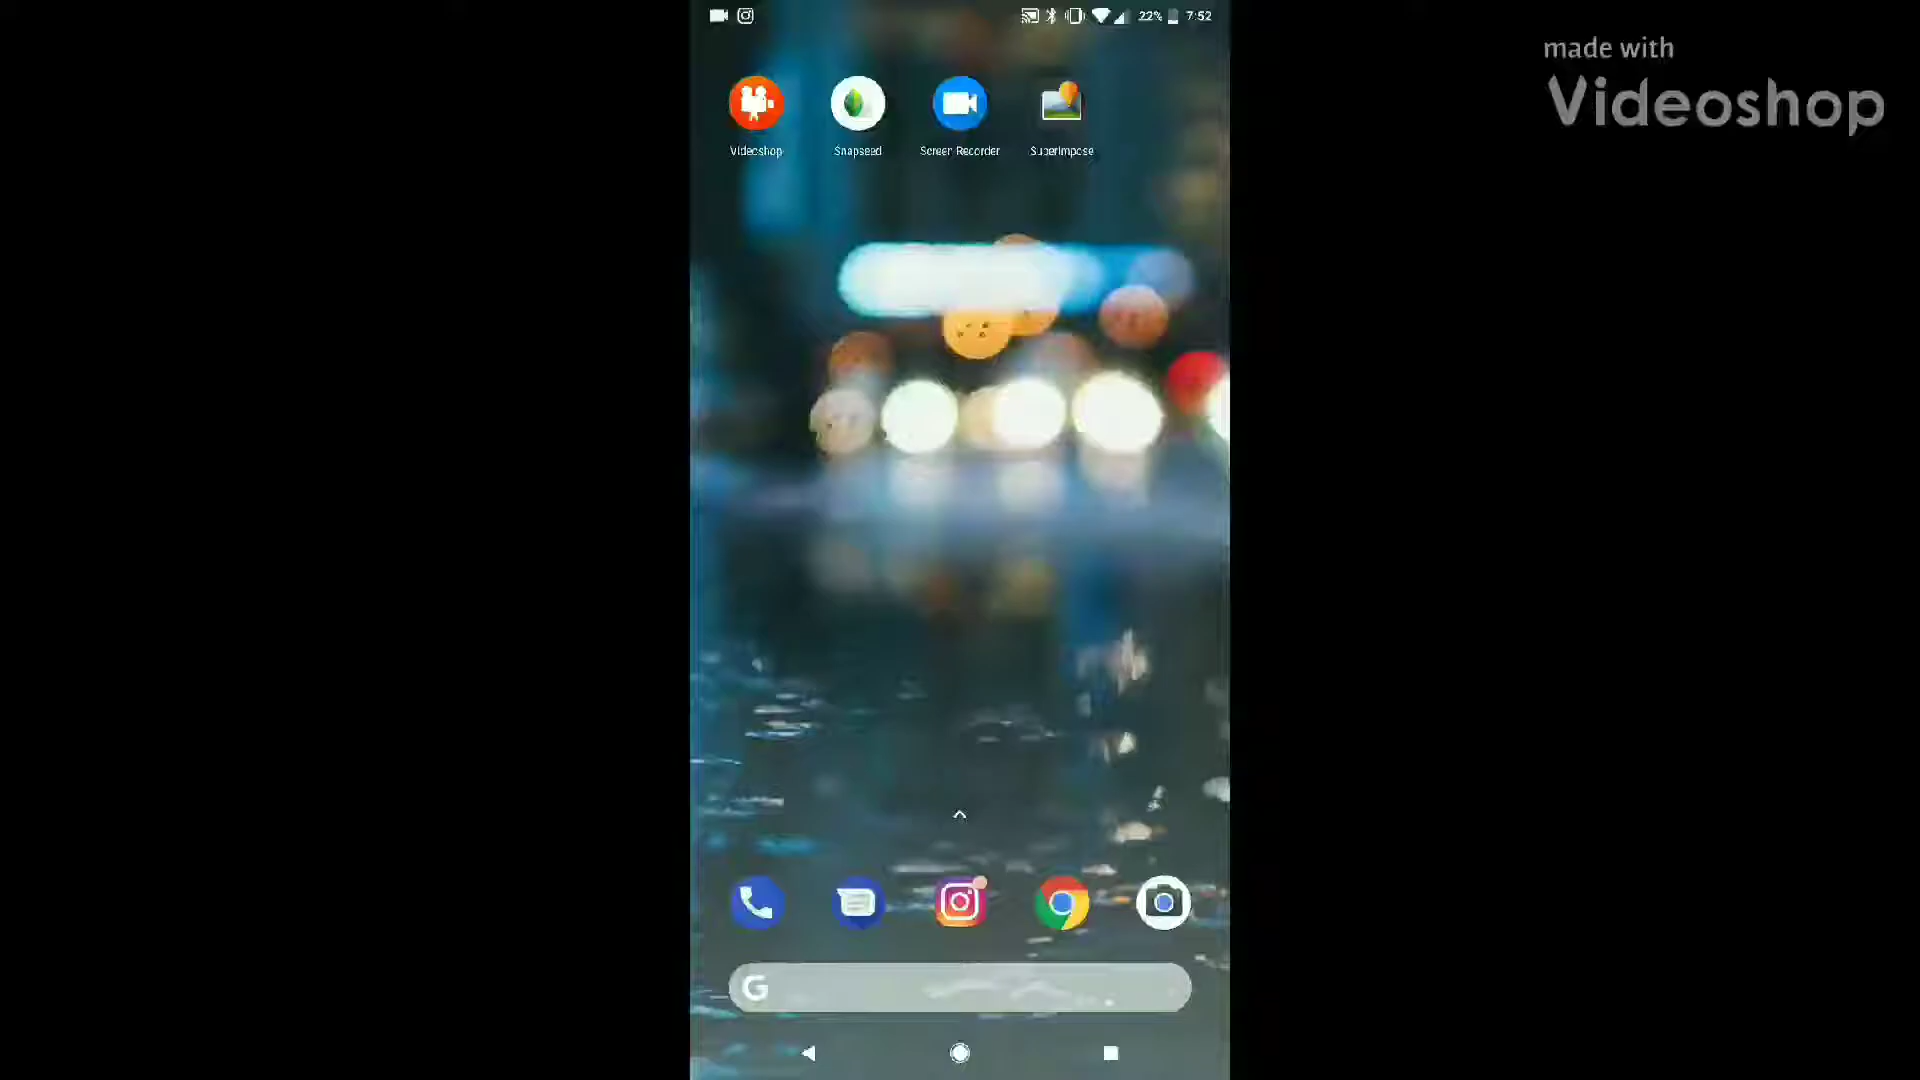 22% 7:52
made with
Videoshop
Videoshop Snapseed Screen Recorder Superimpose
G